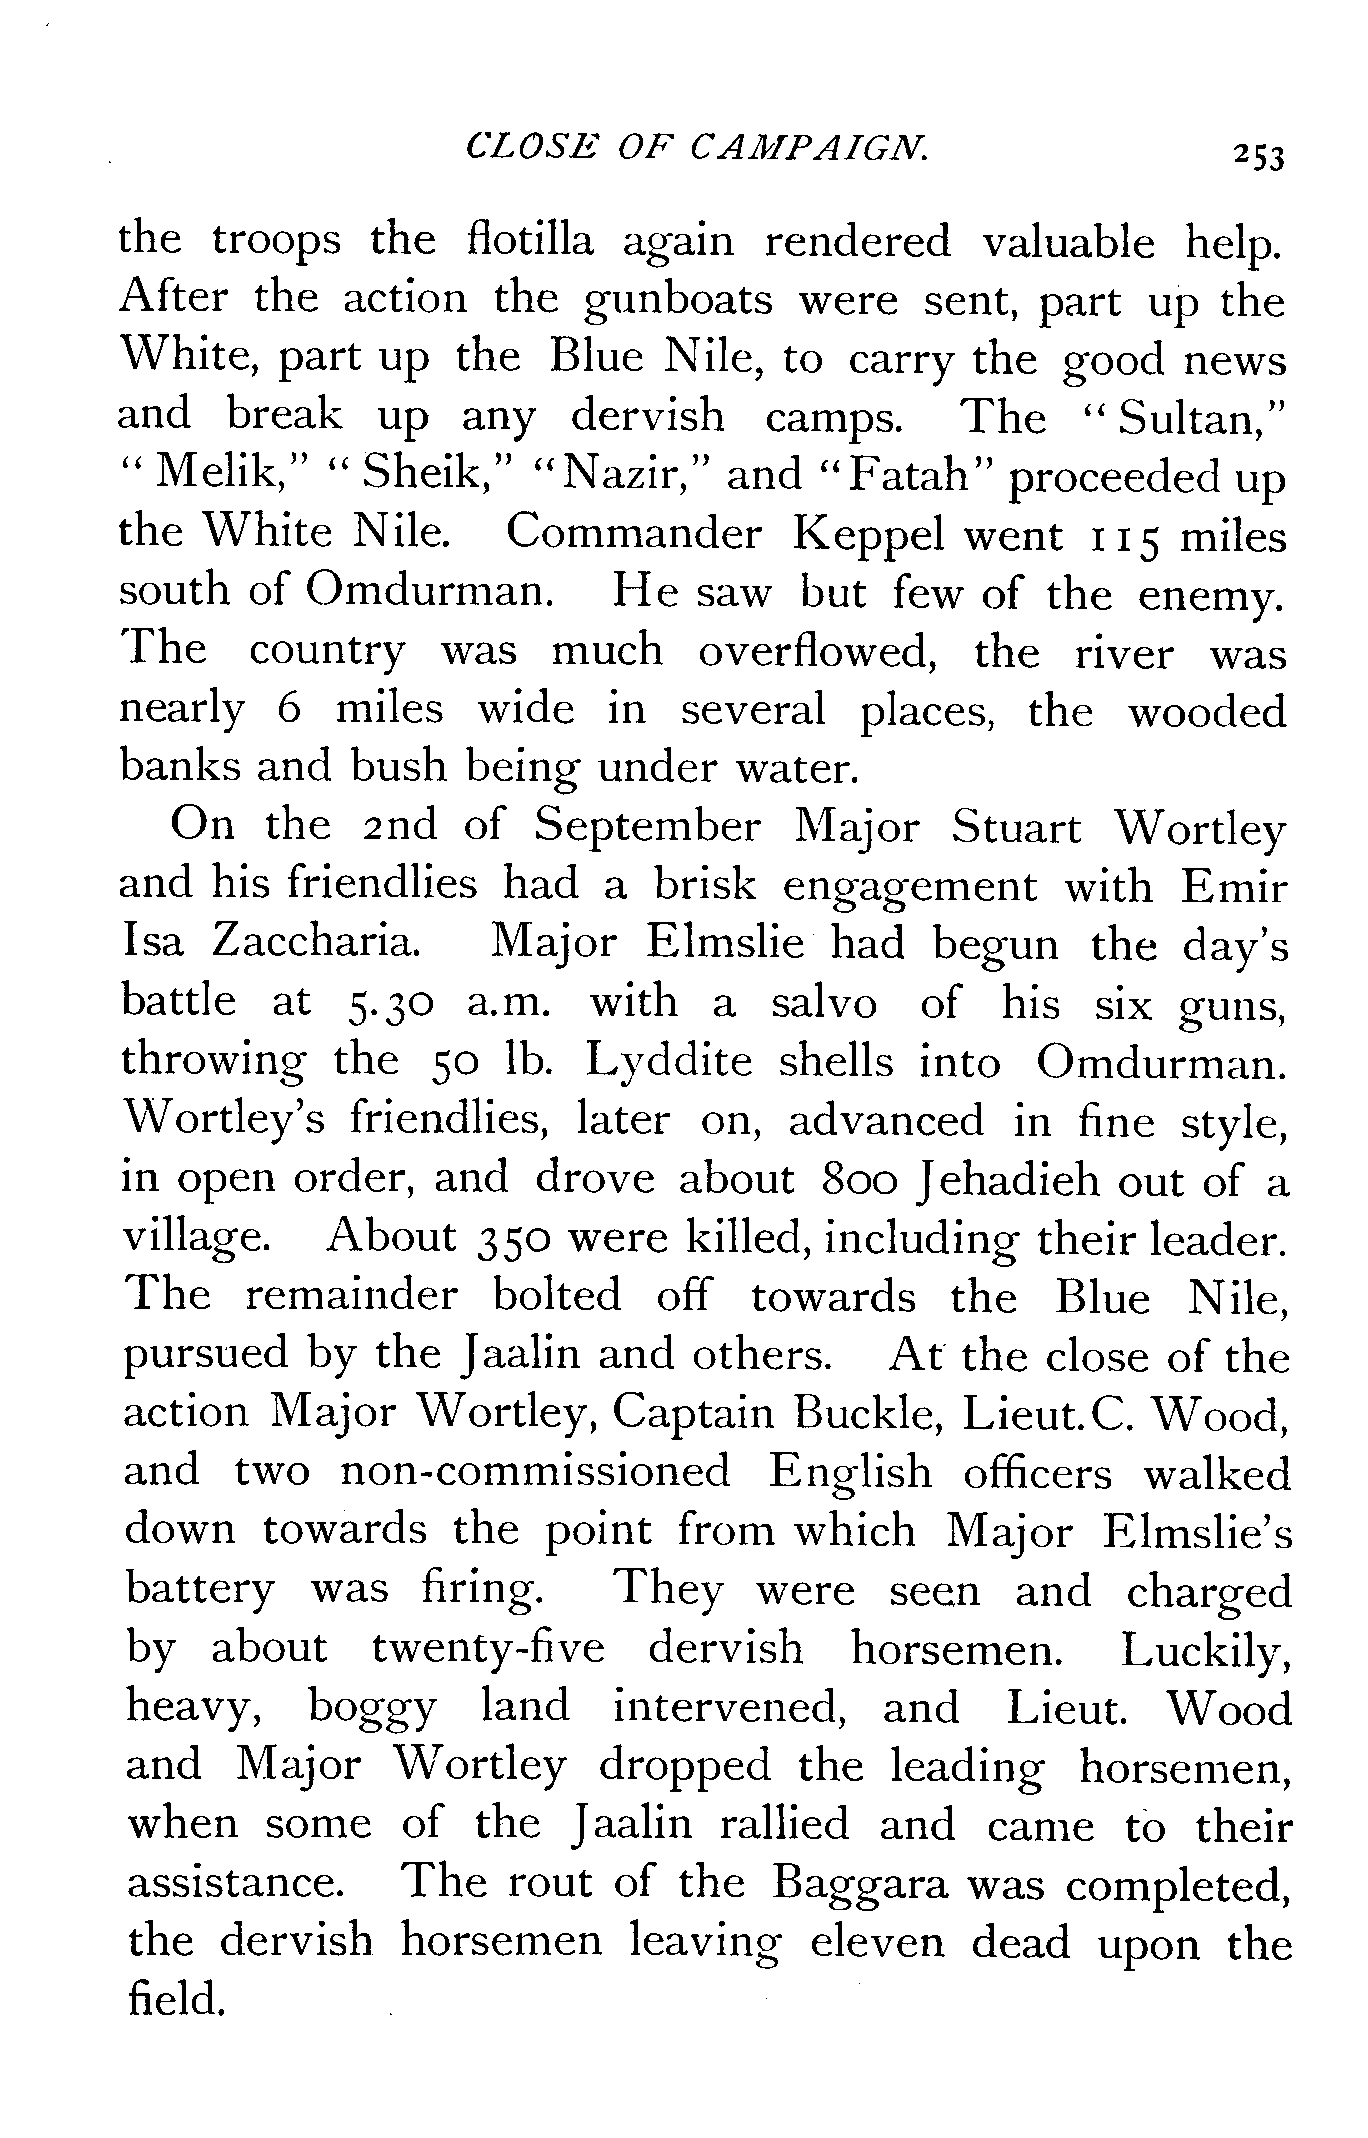 CLOSE OF CAMPAIGN. 253
the troops the flotilla again rendered valuable help.
After the action the gunboats were sent, part up the
White, part up the Blue Nile, to carry the good news
and break up any dervish camps. The “ Sultan,”
“ Melik,” “ Sheik,” “Nazir,” and “Fatah” proceeded up
the White Nile. Commander Keppel went 115 miles
south of Omdurman. He saw but few of the enemy.
The country was much overflowed, the river was
nearly 6 miles wide in several places, the wooded
banks and bush being under water.
On the 2nd of September Major Stuart Wortley
and his friendlies had a brisk engagement with Emir
Isa Zaccharia. Major Elmslie had begun the day’s
battle at 5.30 a.m. with a salvo of his six guns,
throwing the 50 lb. Lyddite shells into Omdurman.
Wortley’s friendlies, later on, advanced in fine style,
in open order, and drove about 800 Jehadieh out of a
village. About 350 were killed, including their leader.
The remainder bolted off towards the Blue Nile,
pursued by the Jaalin and others. At the close of the
action Major Wortley, Captain Buckle, Lieut. C. Wood,
and two non-commissioned English officers walked
down towards the point from which Major Elmslie’s
battery was firing. They were seen and charged
by about twenty-five dervish horsemen. Luckily,
heavy, boggy land intervened, and Lieut. Wood
and Major Wortley dropped the leading horsemen,
when some of the Jaalin rallied and came to their
assistance. The rout of the Baggara was completed,
the dervish horsemen leaving eleven dead upon the
field.